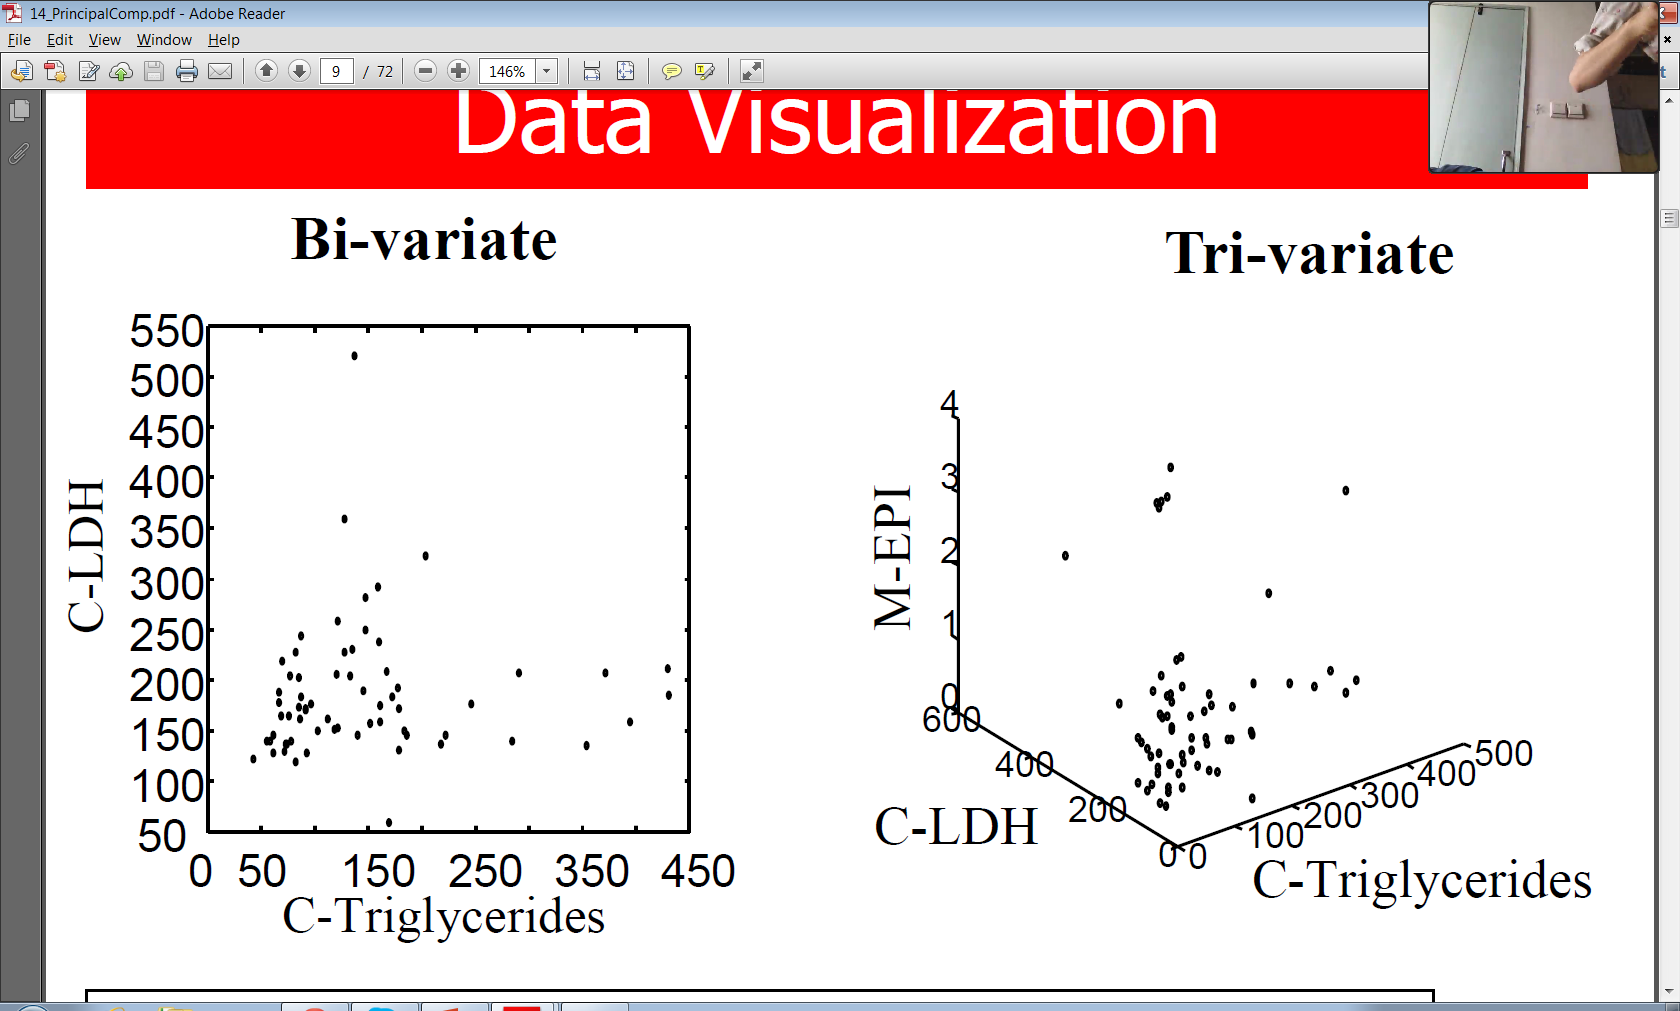 14_PrincipalComp.pdf - Adobe Reader
File Edit View Window Help
9 / 72 146%
Data Visualization
Bi-variate
Tri-variate
550
500
450
400
350
300
250
200
150
100
50
0 50 150 250 350 450
C-LDH
C-Triglycerides
4
3
2
1
0
600
400
200
0
0
100
200
300
400
500
M-EPI
C-LDH
C-Triglycerides